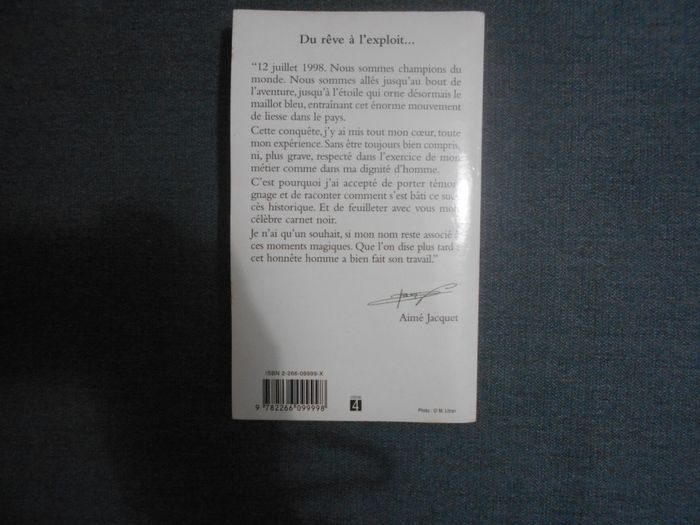 Du rêve à l'exploit...
“12 juillet 1998. Nous sommes champions du
monde. Nous sommes allés jusqu'au bout de
l'aventure, jusqu'à l'étoile qui orne désormais le
maillot bleu, entraînant cet énorme mouvement
de liesse dans le pays.
Cette conquête, j'y ai mis tout mon cœur, toute
mon expérience. Sans être toujours bien compris,
ni, plus grave, respecté dans l'exercice de mon
métier comme dans ma dignité d'homme.
C'est pourquoi j'ai accepté de porter témoi-
gnage et de raconter comment s'est bâti ce suc-
cès historique. Et de feuilleter avec vous mon
célèbre carnet noir.
Je n'ai qu'un souhait, si mon nom reste associé à
ces moments magiques. Que l'on dise plus tard :
cet honnête homme a bien fait son travail.”
Aimé Jacquet
ISBN 2-266-09999-X
9 782266 099998
4
Photo : © M.